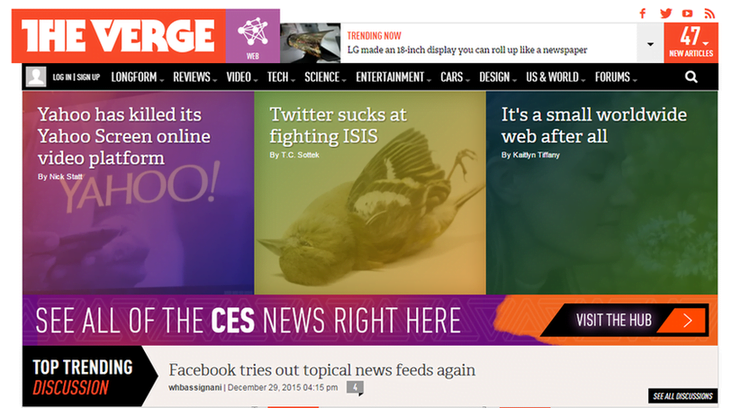 THE VERGE
WEB
TRENDING NOW
LG made an 18-inch display you can roll up like a newspaper
47
NEW ARTICLES
LOG IN | SIGN UP
LONGFORM
REVIEWS
VIDEO
TECH
SCIENCE
ENTERTAINMENT
CARS
DESIGN
US & WORLD
FORUMS
Yahoo has killed its
Yahoo Screen online
video platform
By Nick Statt
YAHOO!
Twitter sucks at
fighting ISIS
By T.C. Sottek
It's a small worldwide
web after all
By Kaitlyn Tiffany
SEE ALL OF THE CES NEWS RIGHT HERE
VISIT THE HUB
TOP TRENDING
DISCUSSION
Facebook tries out topical news feeds again
whbassignani | December 29, 2015 04:15 pm
4
SEE ALL DISCUSSIONS